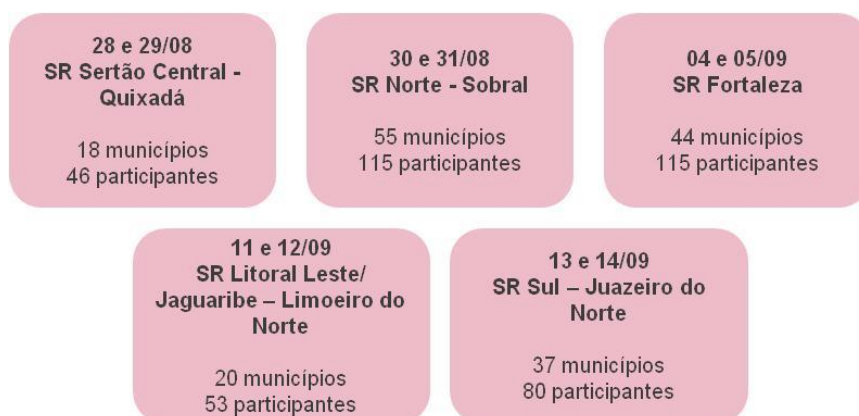 28 e 29/08
SR Sertão Central -
Quixadá
18 municípios
46 participantes
30 e 31/08
SR Norte - Sobral
55 municípios
115 participantes
04 e 05/09
SR Fortaleza
44 municípios
115 participantes
11 e 12/09
SR Litoral Leste/
Jaguaribe – Limoeiro do
Norte
20 municípios
53 participantes
13 e 14/09
SR Sul – Juazeiro do
Norte
37 municípios
80 participantes